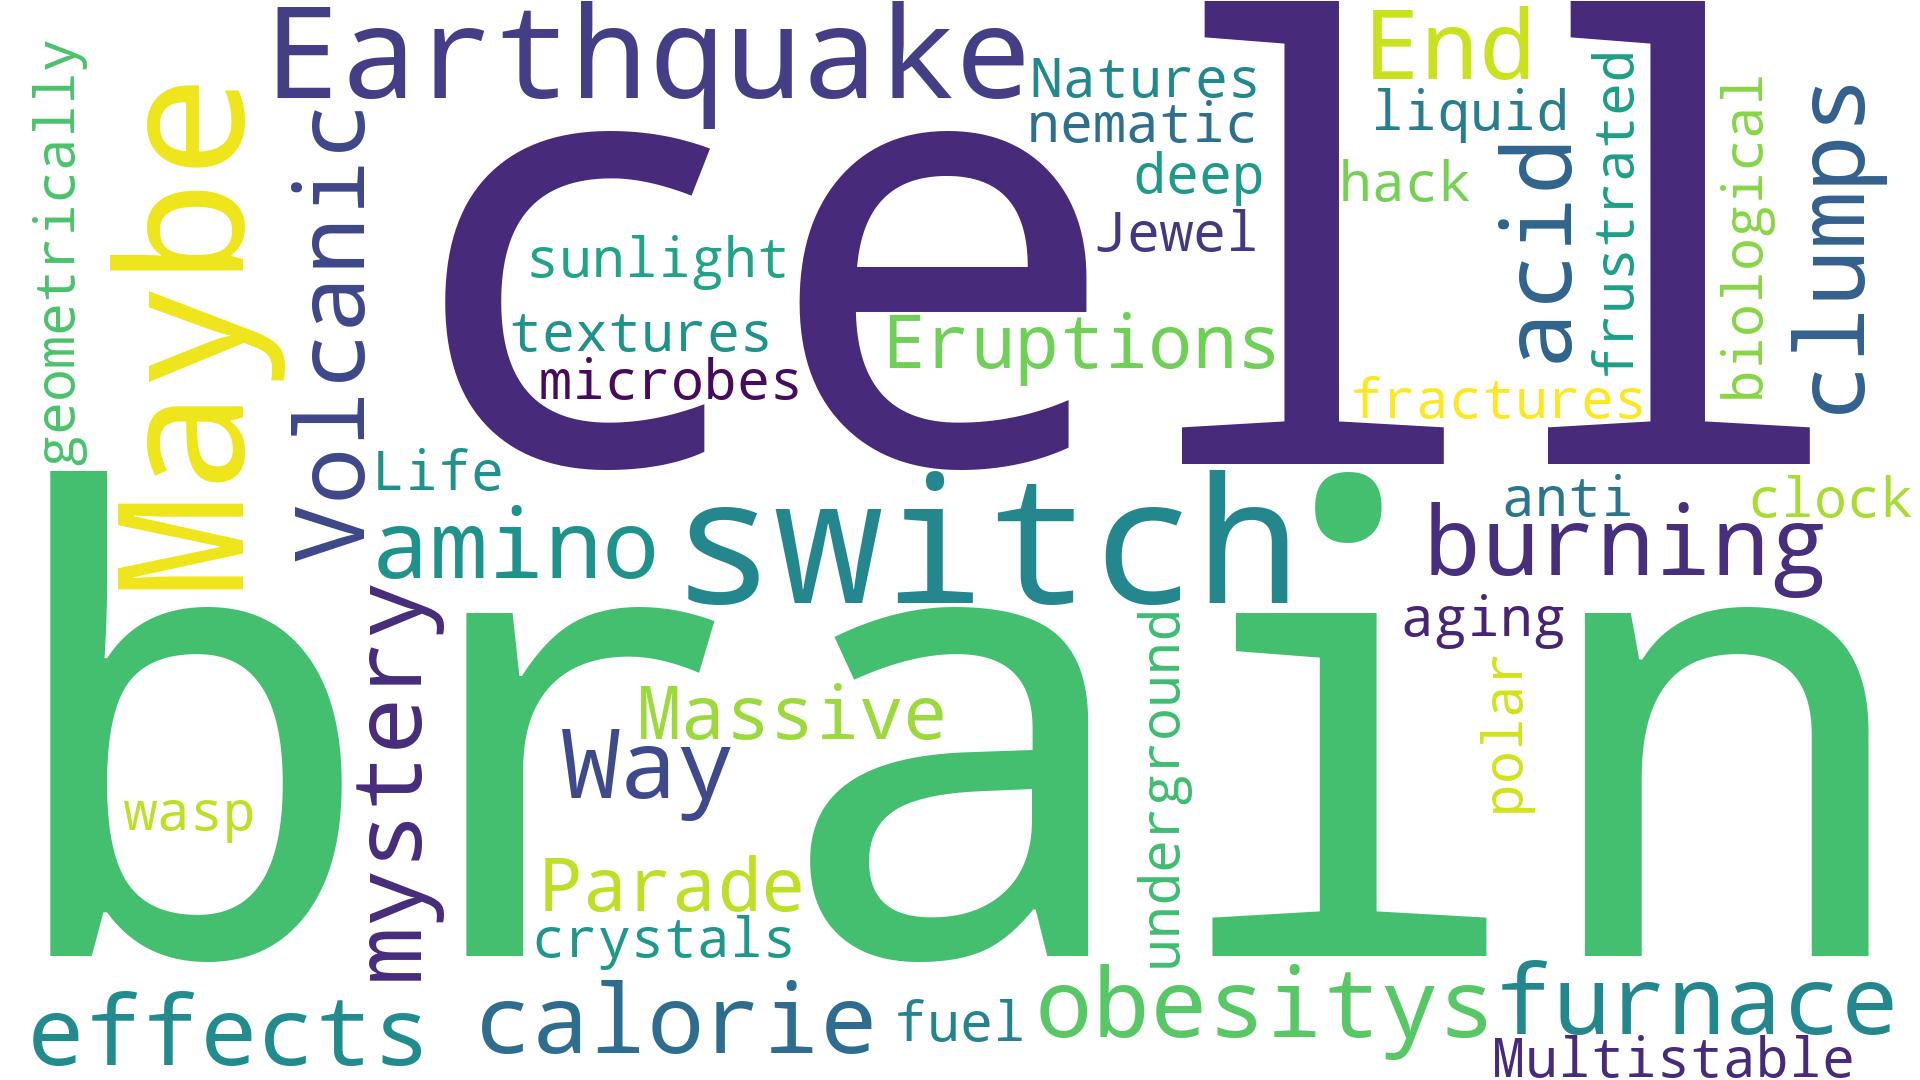 Earthquake
cell
End
Natures
nematic
liquid
deep
hack
Jewel
geometrically
Maybe
Volcanic
acid
frustrated
biological
clumps
sunlight
textures
Eruptions
microbes
fractures
Life
switch
anti
clock
amino
burning
brain
aging
mystery
underground
polar
Massive
Way
wasp
Parade
crystals
effects
calorie
fuel
obesitys
furnace
Multistable